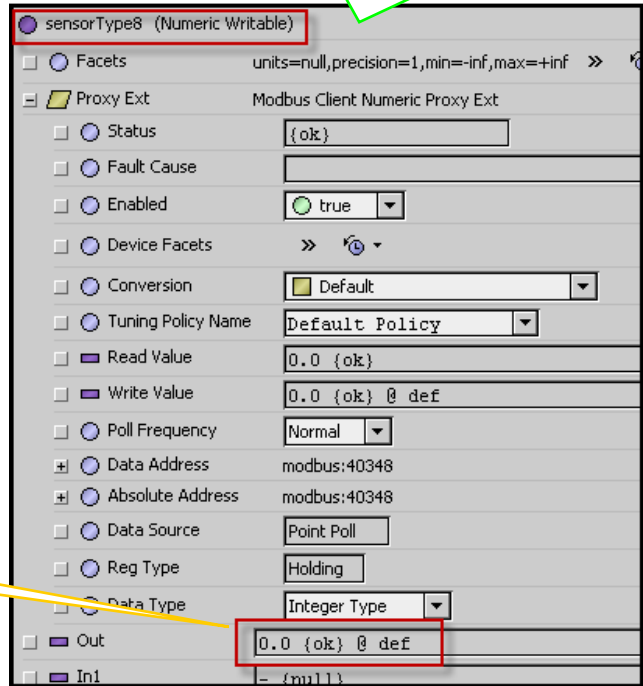 sensorType8 (Numeric Writable)
Facets units=null,precision=1,min=-inf,max=+inf »
Proxy Ext Modbus Client Numeric Proxy Ext
Status {ok}
Fault Cause
Enabled true
Device Facets »
Conversion Default
Tuning Policy Name Default Policy
Read Value 0.0 {ok}
Write Value 0.0 {ok} @ def
Poll Frequency Normal
Data Address modbus:40348
Absolute Address modbus:40348
Data Source Point Poll
Reg Type Holding
Data Type Integer Type
Out 0.0 {ok} @ def
In1 - {null}